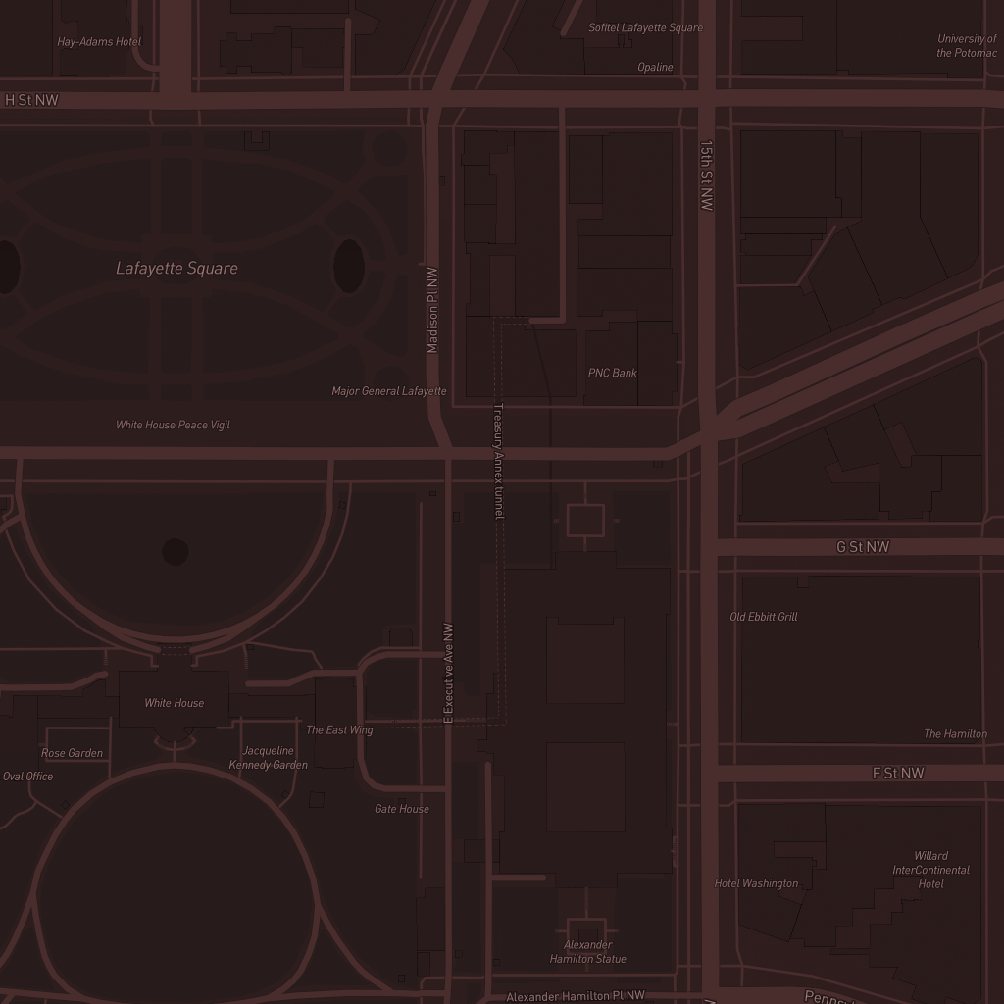 Sofitel Lafayette Square
Hay-Adams Hotel
University of
the Potomac
Opaline
H St NW
15th St NW
Lafayette Square
Madison Pl NW
PNC Bank
Major General Lafayette
White House Peace Vigil
Treasury Annex tunnel
G St NW
Old Ebbitt Grill
E Executive Ave NW
White House
The East Wing
The Hamilton
Rose Garden
Jacqueline
Kennedy Garden
Oval Office
F St NW
Gate House
Willard
InterContinental
Hotel
Hotel Washington
Alexander
Hamilton Statue
Alexander Hamilton Pl NW